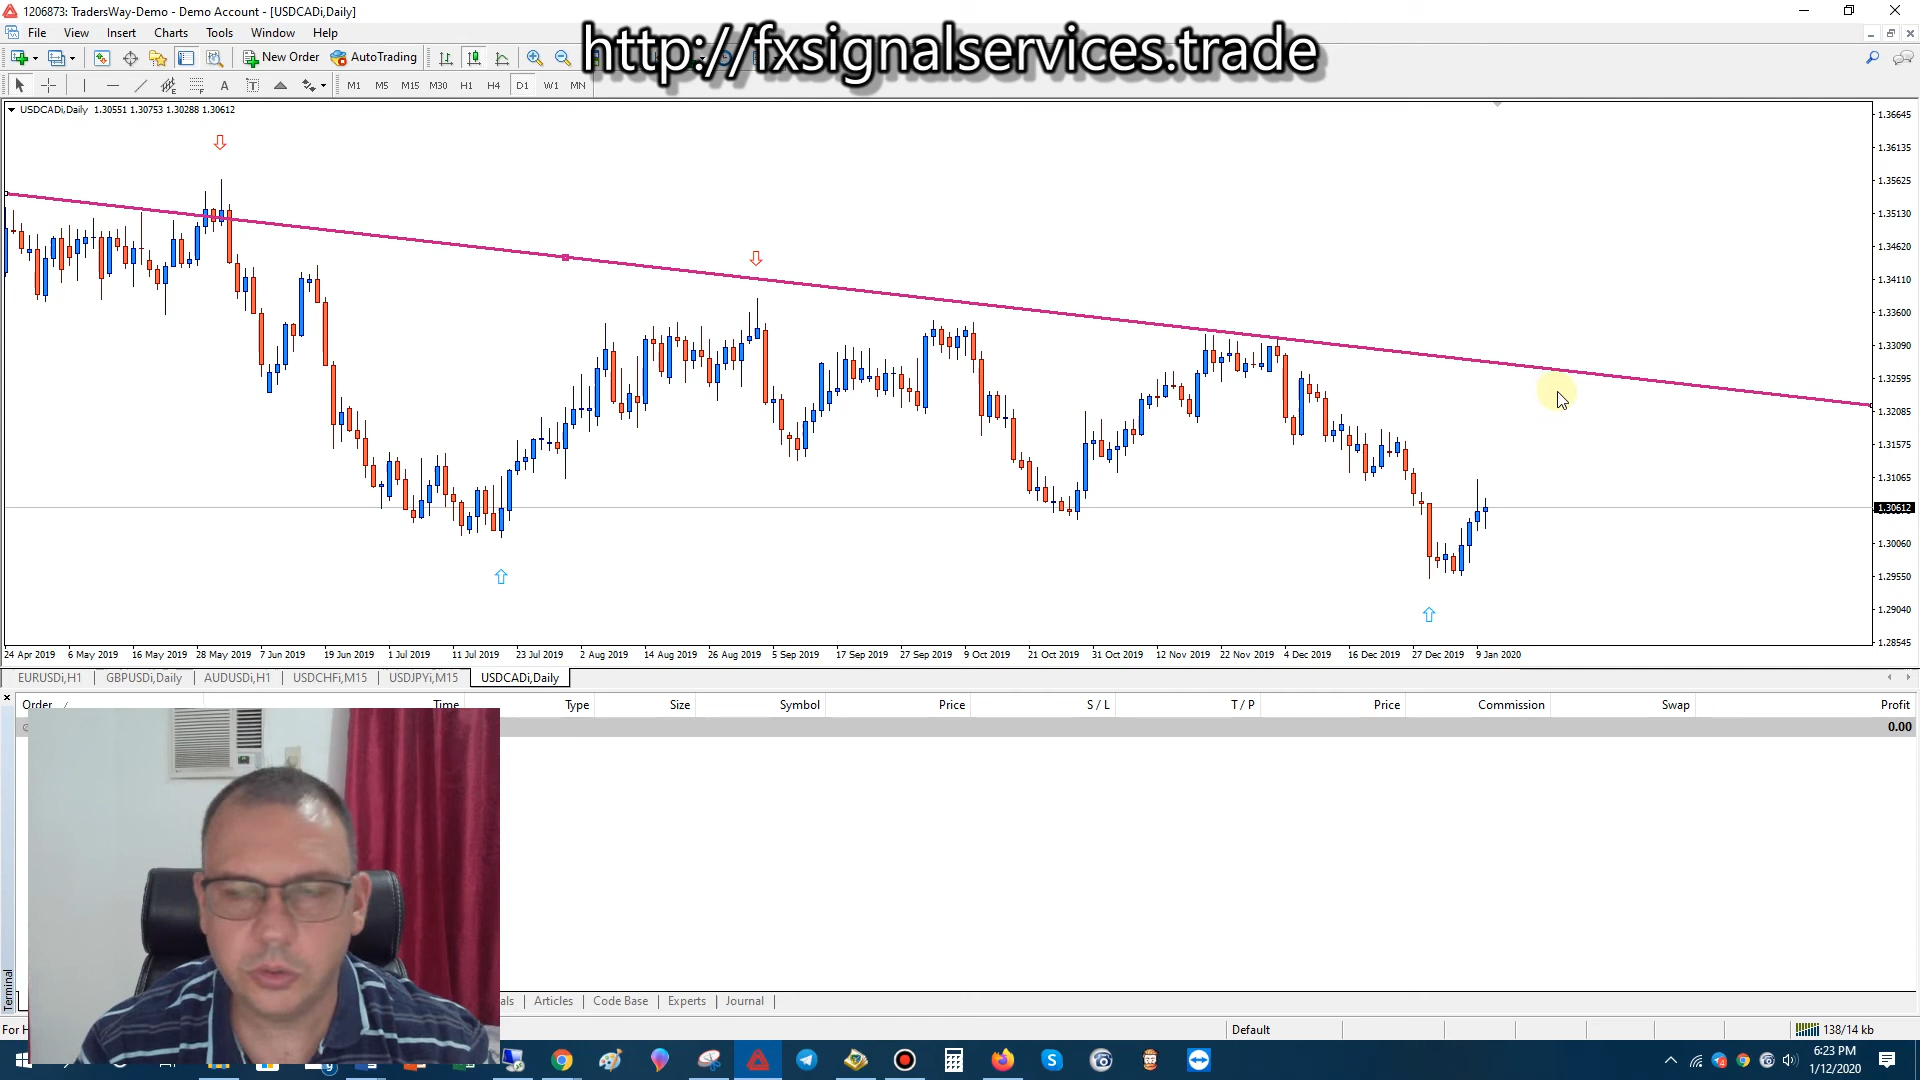 1206873: TradersWay-Demo - Demo Account - [USDCADi,Daily]
http://fxsignalservices.trade
File View Insert Charts Tools Window Help
New Order AutoTrading
A T M1 M5 M15 M30 H1 H4 D1 W1 MN
USDCADi,Daily 1.30551 1.30753 1.30288 1.30612
1.36645
1.36135
1.35625
1.35130
1.34620
1.34110
1.33600
1.33090
1.32595
1.32085
1.31575
1.31065
1.30612
1.30060
1.29550
1.29040
1.28545
24 Apr 2019 6 May 2019 16 May 2019 28 May 2019 7 Jun 2019 19 Jun 2019 1 Jul 2019 11 Jul 2019 23 Jul 2019 2 Aug 2019 14 Aug 2019 26 Aug 2019 5 Sep 2019 17 Sep 2019 27 Sep 2019 9 Oct 2019 21 Oct 2019 31 Oct 2019 12 Nov 2019 22 Nov 2019 4 Dec 2019 16 Dec 2019 27 Dec 2019 9 Jan 2020
EURUSDi,H1 GBPUSDi,Daily AUDUSDi,H1 USDCHFi,M15 USDJPYi,M15 USDCADi,Daily
Order / Time Type Size Symbol Price S / L T / P Price Commission Swap Profit
0.00
Terminal
als Articles Code Base Experts Journal
For H Default 138/14 kb
6:23 PM
1/12/2020